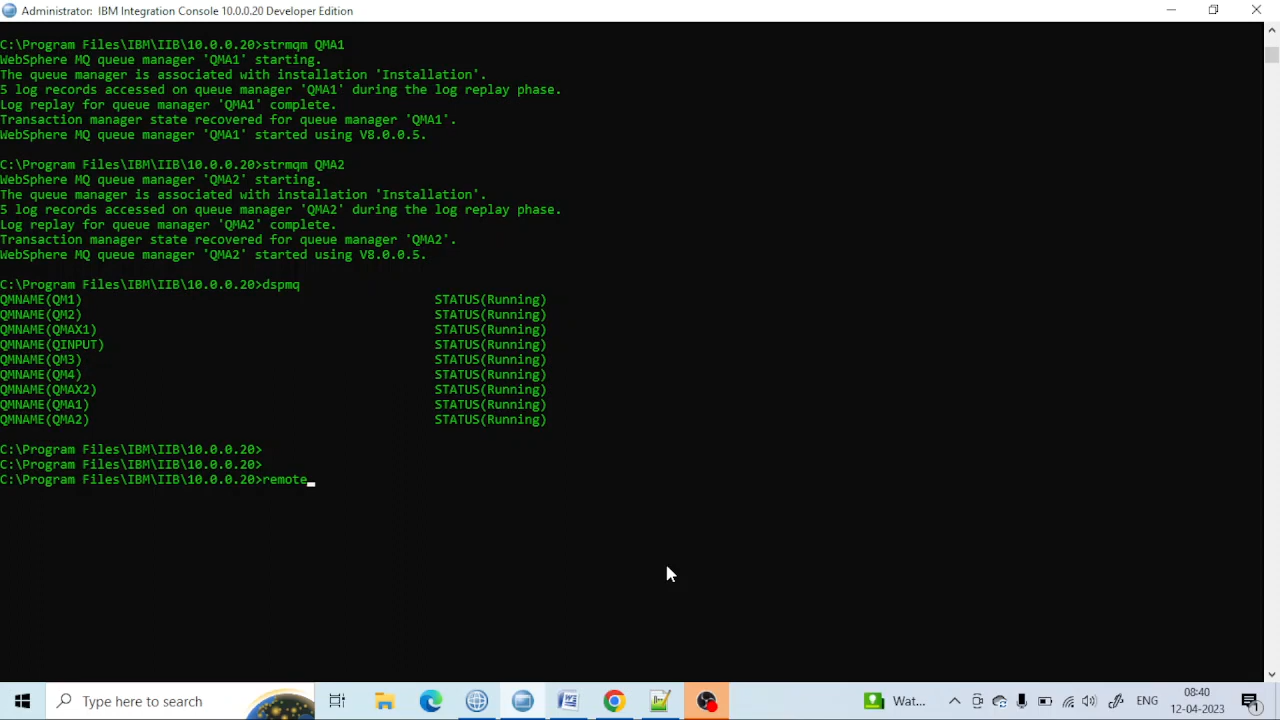 Administrator: IBM Integration Console 10.0.0.20 Developer Edition
C:\Program Files\IBM\IIB\10.0.0.20>strmqm QMA1
WebSphere MQ queue manager 'QMA1' starting.
The queue manager is associated with installation 'Installation'.
5 log records accessed on queue manager 'QMA1' during the log replay phase.
Log replay for queue manager 'QMA1' complete.
Transaction manager state recovered for queue manager 'QMA1'.
WebSphere MQ queue manager 'QMA1' started using V8.0.0.5.
C:\Program Files\IBM\IIB\10.0.0.20>strmqm QMA2
WebSphere MQ queue manager 'QMA2' starting.
The queue manager is associated with installation 'Installation'.
5 log records accessed on queue manager 'QMA2' during the log replay phase.
Log replay for queue manager 'QMA2' complete.
Transaction manager state recovered for queue manager 'QMA2'.
WebSphere MQ queue manager 'QMA2' started using V8.0.0.5.
C:\Program Files\IBM\IIB\10.0.0.20>dspmq
QMNAME(QM1) STATUS(Running)
QMNAME(QM2) STATUS(Running)
QMNAME(QMAX1) STATUS(Running)
QMNAME(QINPUT) STATUS(Running)
QMNAME(QM3) STATUS(Running)
QMNAME(QM4) STATUS(Running)
QMNAME(QMAX2) STATUS(Running)
QMNAME(QMA1) STATUS(Running)
QMNAME(QMA2) STATUS(Running)
C:\Program Files\IBM\IIB\10.0.0.20>
C:\Program Files\IBM\IIB\10.0.0.20>
C:\Program Files\IBM\IIB\10.0.0.20>remote_
Type here to search
Wat...
ENG
08:40
12-04-2023
1